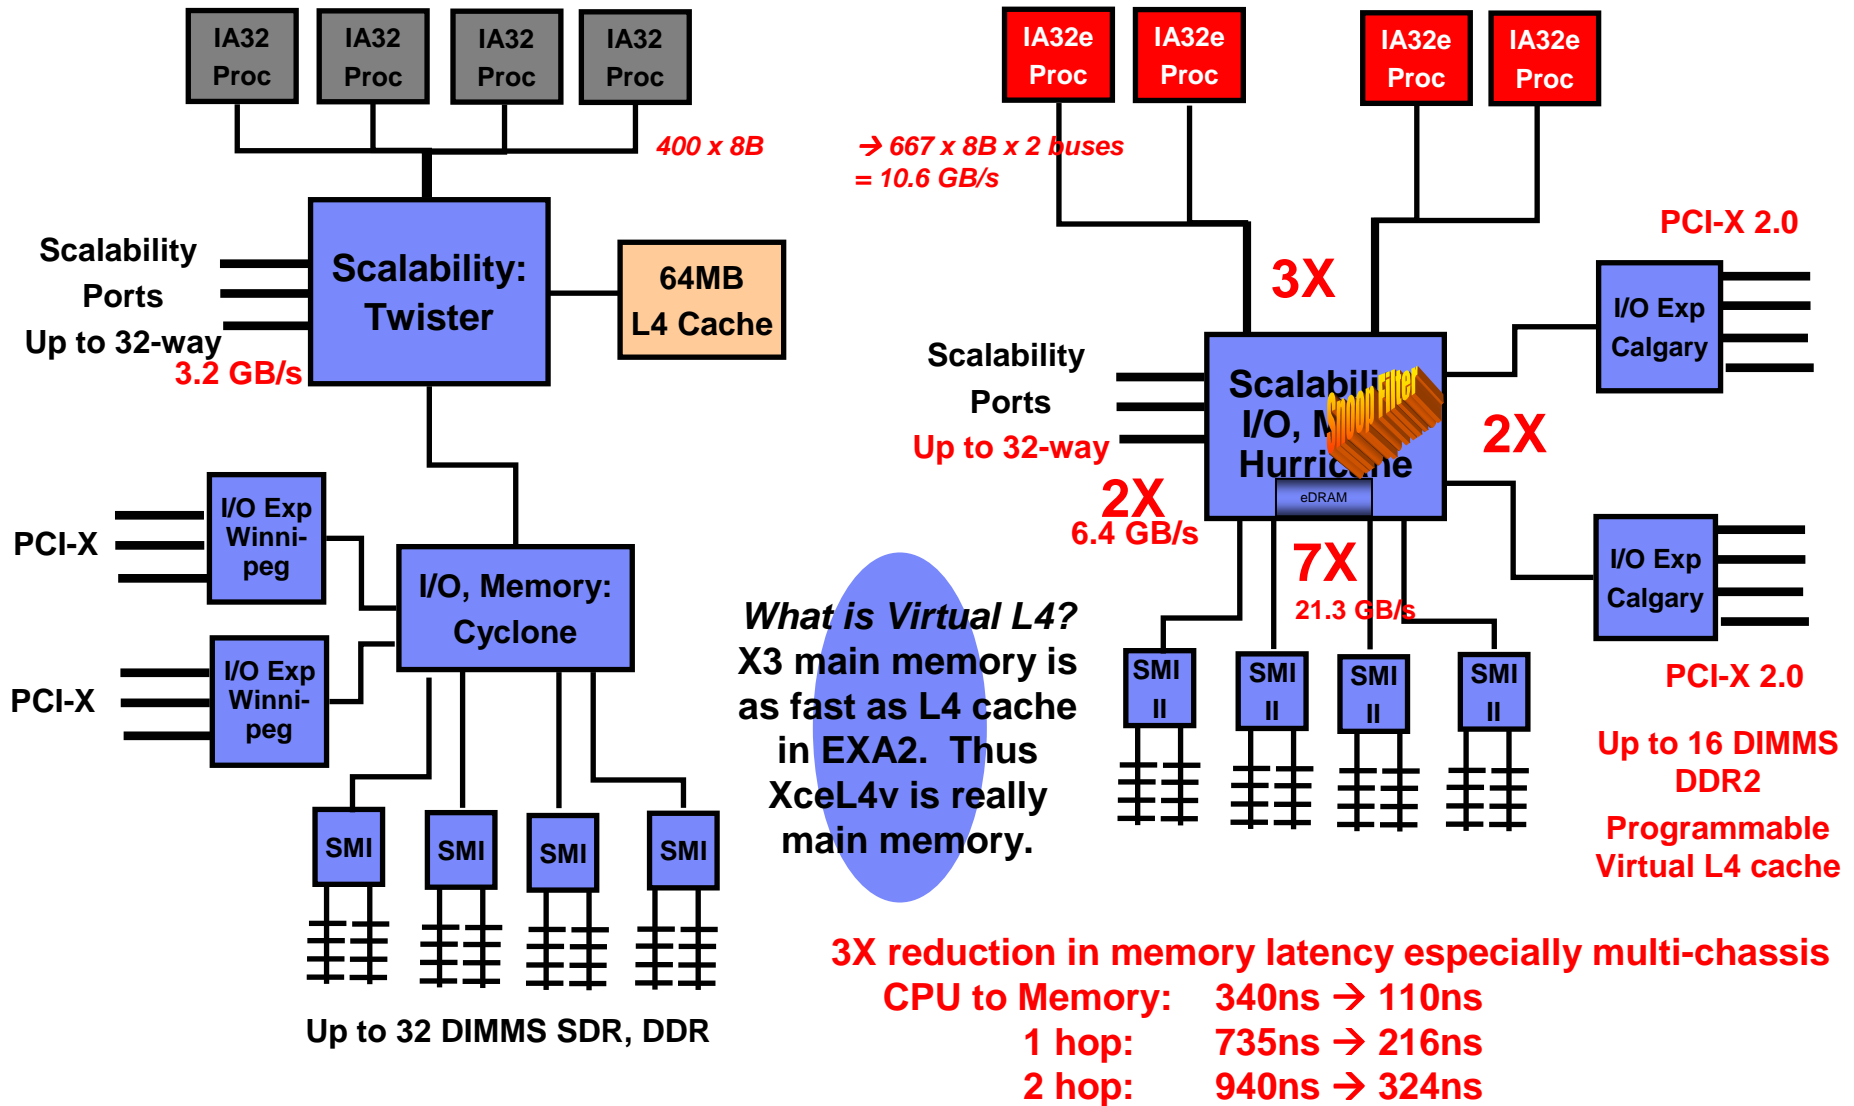 IA32
Proc
IA32
Proc
IA32
Proc
IA32
Proc
400 x 8B
Scalability
Ports
Up to 32-way
3.2 GB/s
Scalability:
Twister
64MB
L4 Cache
PCI-X
I/O Exp
Winni-
peg
PCI-X
I/O Exp
Winni-
peg
I/O, Memory:
Cyclone
SMI
SMI
SMI
SMI
Up to 32 DIMMS SDR, DDR
What is Virtual L4?
X3 main memory is
as fast as L4 cache
in EXA2. Thus
XceL4v is really
main memory.
IA32e
Proc
IA32e
Proc
IA32e
Proc
IA32e
Proc
→ 667 x 8B x 2 buses
= 10.6 GB/s
3X
PCI-X 2.0
I/O Exp
Calgary
Scalability
Ports
Up to 32-way
2X
6.4 GB/s
I/O,
Hurricane
Snoop Filter
eDRAM
2X
7X
21.3 GB/s
I/O Exp
Calgary
PCI-X 2.0
SMI
II
SMI
II
SMI
II
SMI
II
Up to 16 DIMMS
DDR2
Programmable
Virtual L4 cache
3X reduction in memory latency especially multi-chassis
CPU to Memory: 340ns → 110ns
1 hop: 735ns → 216ns
2 hop: 940ns → 324ns